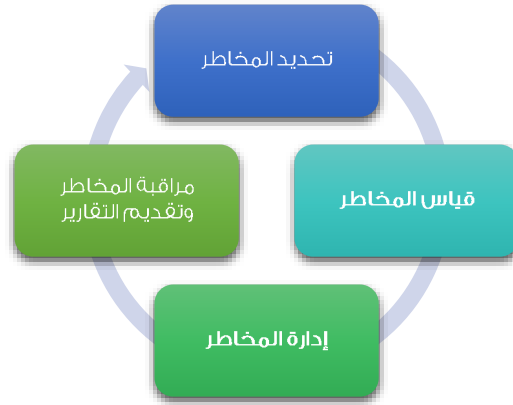 تحديد المخاطر
قياس المخاطر
إدارة المخاطر
مراقبة المخاطر
وتقديم التقارير